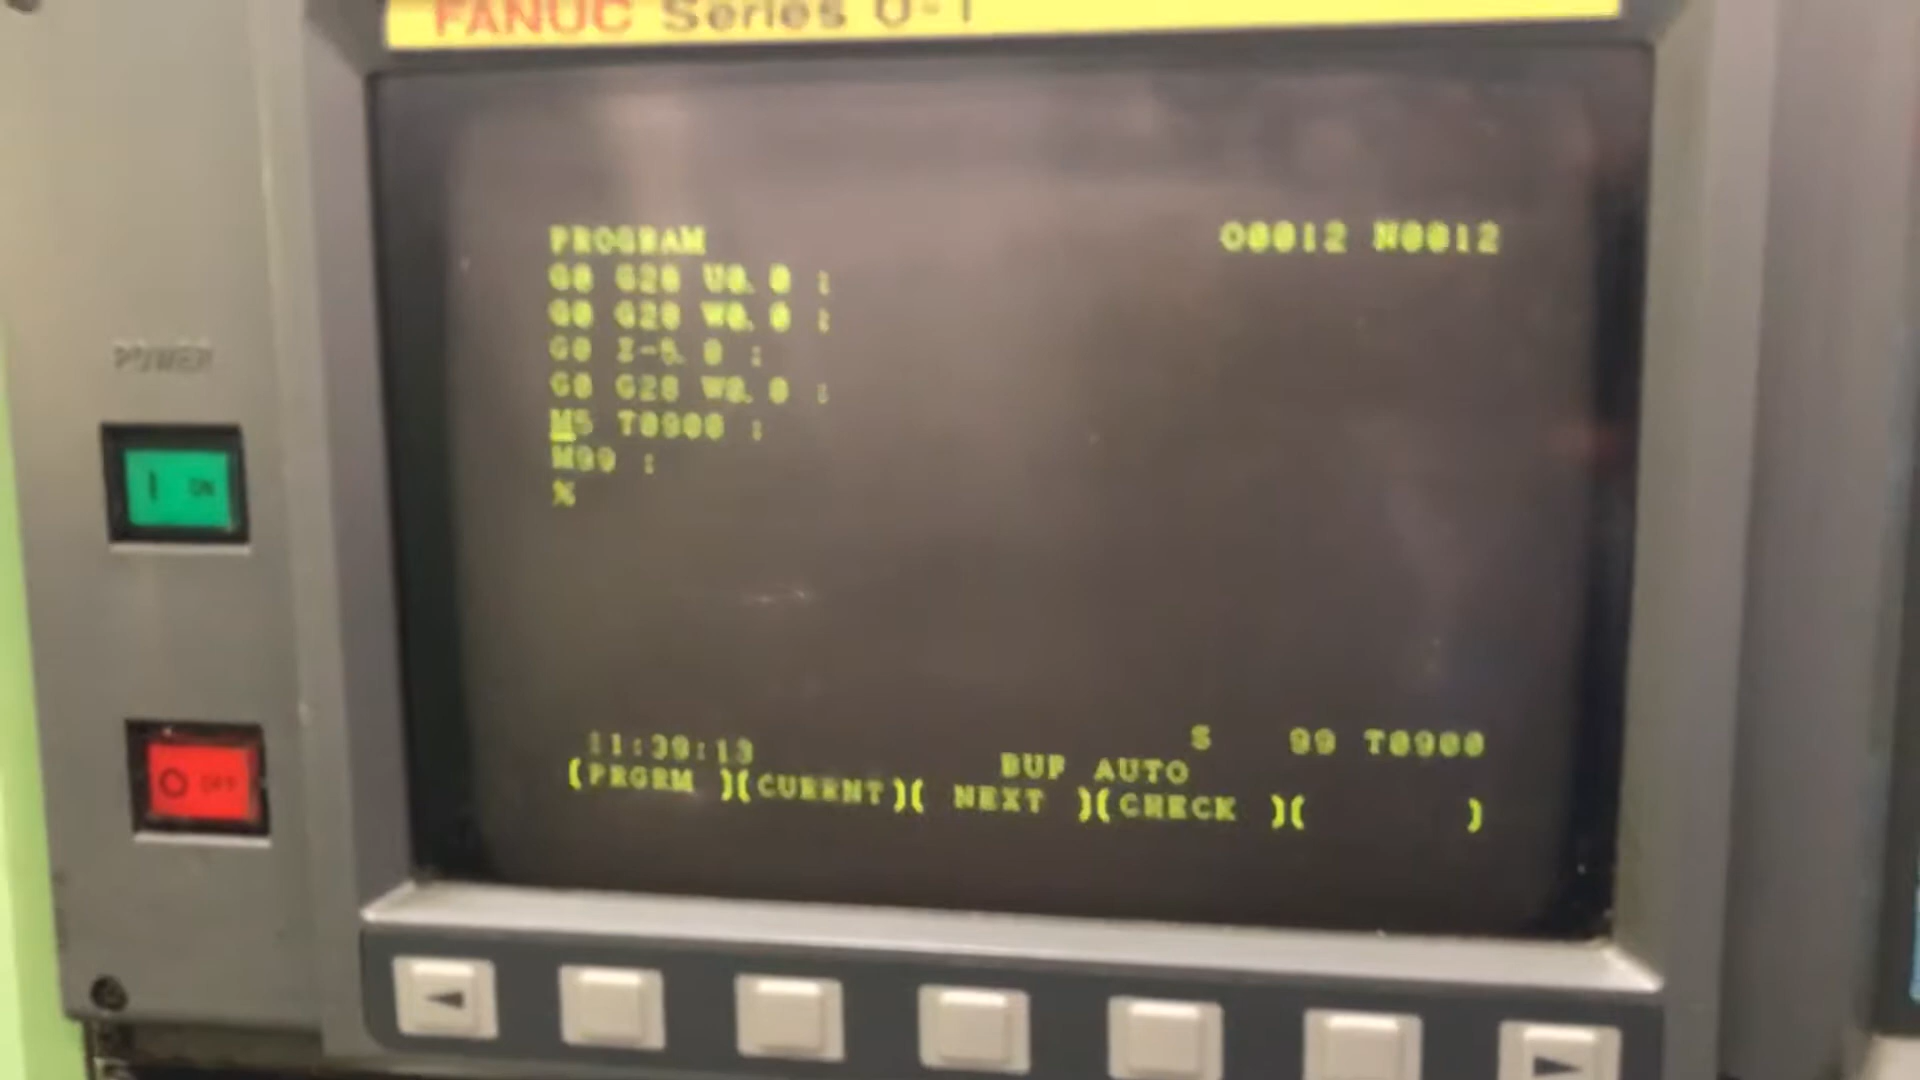 FANUC Series 0-T
PROGRAM O0012 N0012
G0 G28 U0.0 ;
G0 G28 W0.0 ;
G0 Z-5.0 ;
G0 G28 W0.0 ;
M5 T0900 ;
M99 ;
%
POWER
I ON
O OFF
11:39:13 S 99 T0900
BUF AUTO
(PRGRM )(CURRNT)( NEXT )(CHECK )( )